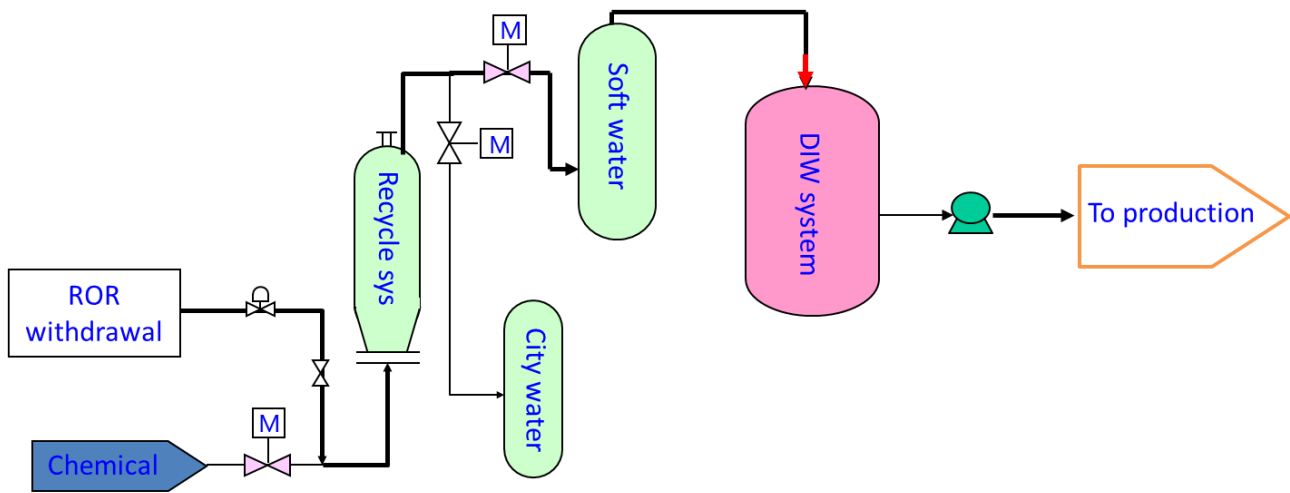 M
Soft water
M
DIW system
Recycle sys
To production
ROR
withdrawal
City water
M
Chemical